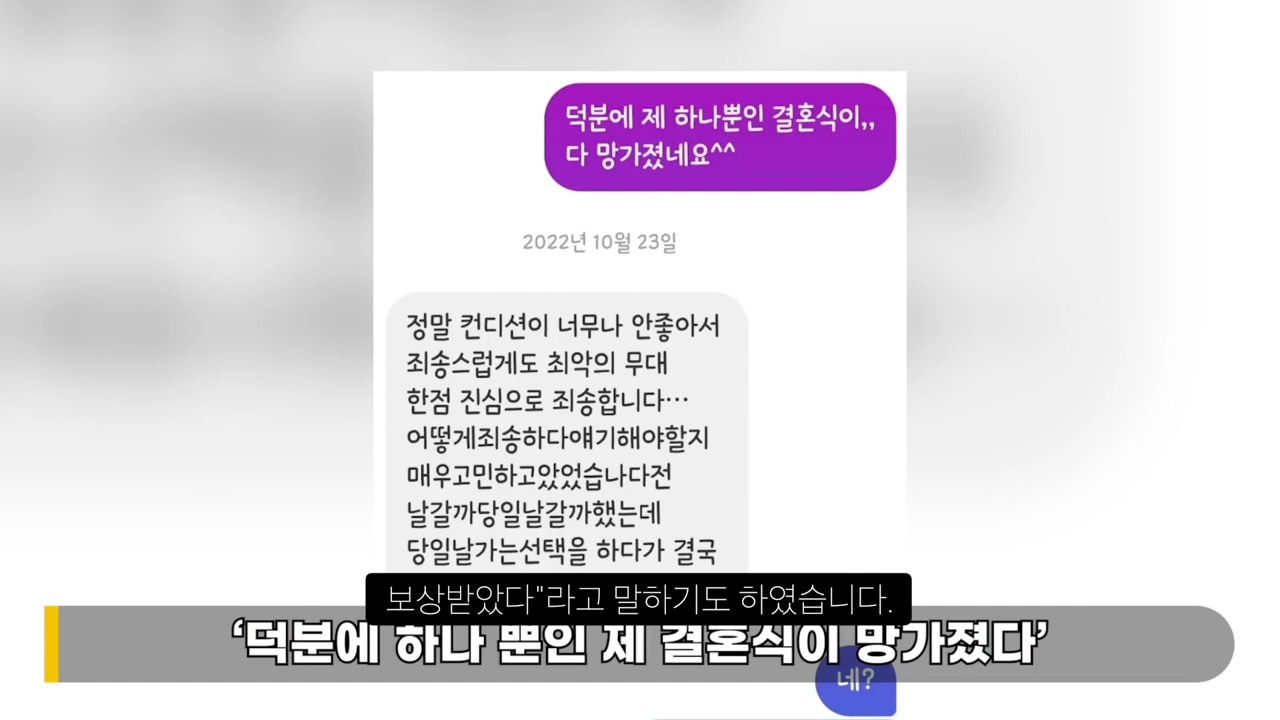 덕분에 제 하나뿐인 결혼식이,,
다 망가졌네요^^
2022년 10월 23일
정말 컨디션이 너무나 안좋아서
죄송스럽게도 최악의 무대
한점 진심으로 죄송합니다…
어떻게죄송하다얘기해야할지
매우고민하고았었습나다전
날갈까당일날갈까했는데
당일날가는선택을 하다가 결국
보상받았다"라고 말하기도 하였습니다.
‘덕분에 하나 뿐인 제 결혼식이 망가졌다’
네?